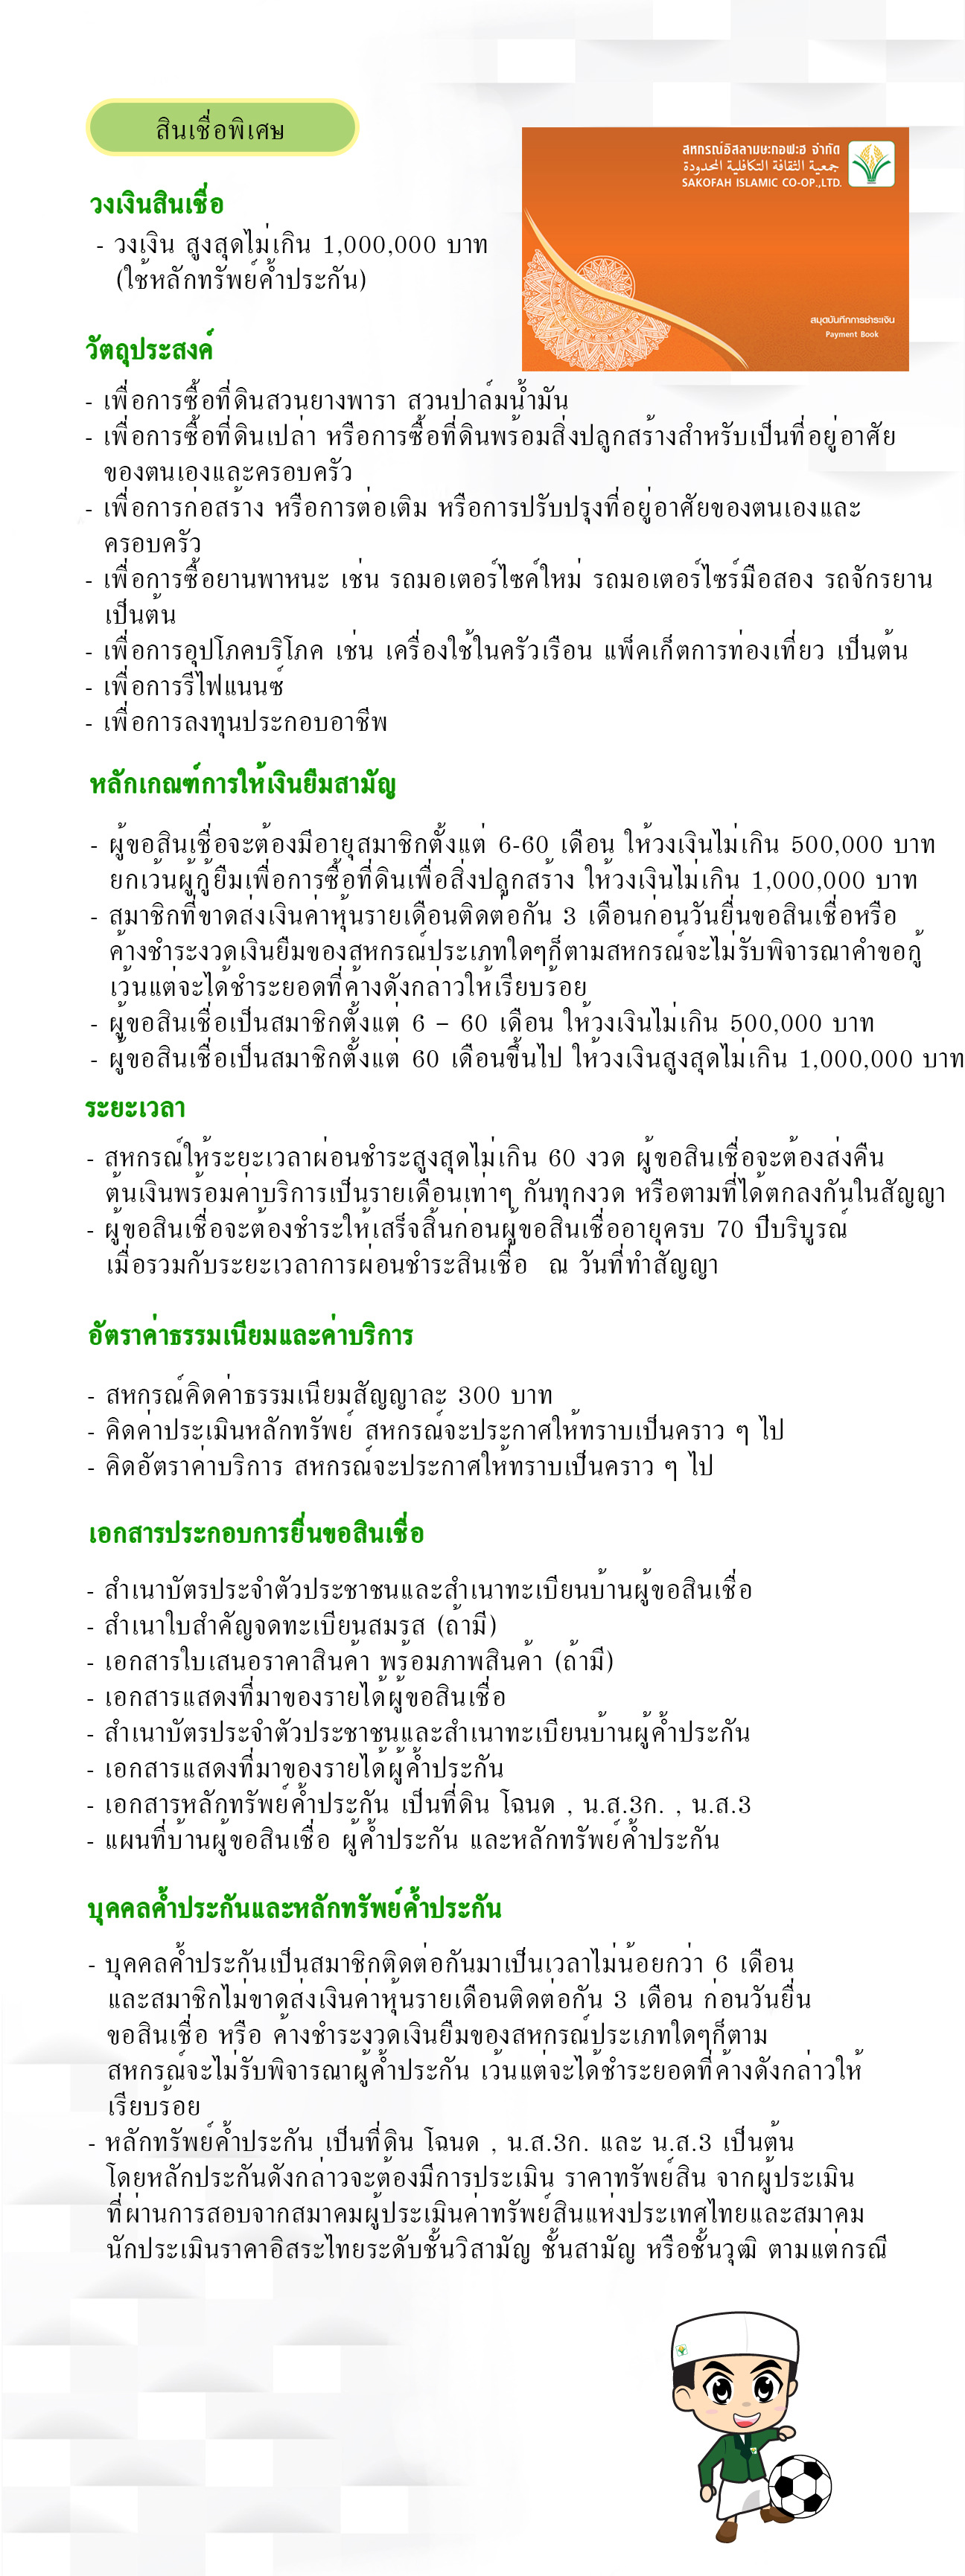 สินเชื่อพิเศษ
สหกรณ์อิสลามษะกอฟะฮ จำกัด
جمعية الثقافة التكافلية المحدودة
SAKOFAH ISLAMIC CO-OP.,LTD.
วงเงินสินเชื่อ
- วงเงิน สูงสุดไม่เกิน 1,000,000 บาท
(ใช้หลักทรัพย์ค้ำประกัน)
สมุดบันทึกการชำระเงิน
Payment Book
วัตถุประสงค์
- เพื่อการซื้อที่ดินสวนยางพารา สวนปาล์มน้ำมัน
- เพื่อการซื้อที่ดินเปล่า หรือการซื้อที่ดินพร้อมสิ่งปลูกสร้างสำหรับเป็นที่อยู่อาศัย
ของตนเองและครอบครัว
- เพื่อการก่อสร้าง หรือการต่อเติม หรือการปรับปรุงที่อยู่อาศัยของตนเองและ
ครอบครัว
- เพื่อการซื้อยานพาหนะ เช่น รถมอเตอร์ไซค์ใหม่ รถมอเตอร์ไซร์มือสอง รถจักรยาน
เป็นต้น
- เพื่อการอุปโภคบริโภค เช่น เครื่องใช้ในครัวเรือน แพ็คเก็ตการท่องเที่ยว เป็นต้น
- เพื่อการรีไฟแนนซ์
- เพื่อการลงทุนประกอบอาชีพ
หลักเกณฑ์การให้เงินยืมสามัญ
- ผู้ขอสินเชื่อจะต้องมีอายุสมาชิกตั้งแต่ 6-60 เดือน ให้วงเงินไม่เกิน 500,000 บาท
ยกเว้นผู้กู้ยืมเพื่อการซื้อที่ดินเพื่อสิ่งปลูกสร้าง ให้วงเงินไม่เกิน 1,000,000 บาท
- สมาชิกที่ขาดส่งเงินค่าหุ้นรายเดือนติดต่อกัน 3 เดือนก่อนวันยื่นขอสินเชื่อหรือ
ค้างชำระงวดเงินยืมของสหกรณ์ประเภทใดๆก็ตามสหกรณ์จะไม่รับพิจารณาคำขอกู้
เว้นแต่จะได้ชำระยอดที่ค้างดังกล่าวให้เรียบร้อย
- ผู้ขอสินเชื่อเป็นสมาชิกตั้งแต่ 6 – 60 เดือน ให้วงเงินไม่เกิน 500,000 บาท
- ผู้ขอสินเชื่อเป็นสมาชิกตั้งแต่ 60 เดือนขึ้นไป ให้วงเงินสูงสุดไม่เกิน 1,000,000 บาท
ระยะเวลา
- สหกรณ์ให้ระยะเวลาผ่อนชำระสูงสุดไม่เกิน 60 งวด ผู้ขอสินเชื่อจะต้องส่งคืน
ต้นเงินพร้อมค่าบริการเป็นรายเดือนเท่าๆ กันทุกงวด หรือตามที่ได้ตกลงกันในสัญญา
- ผู้ขอสินเชื่อจะต้องชำระให้เสร็จสิ้นก่อนผู้ขอสินเชื่ออายุครบ 70 ปีบริบูรณ์
เมื่อรวมกับระยะเวลาการผ่อนชำระสินเชื่อ ณ วันที่ทำสัญญา
อัตราค่าธรรมเนียมและค่าบริการ
- สหกรณ์คิดค่าธรรมเนียมสัญญาละ 300 บาท
- คิดค่าประเมินหลักทรัพย์ สหกรณ์จะประกาศให้ทราบเป็นคราว ๆ ไป
- คิดอัตราค่าบริการ สหกรณ์จะประกาศให้ทราบเป็นคราว ๆ ไป
เอกสารประกอบการยื่นขอสินเชื่อ
- สำเนาบัตรประจำตัวประชาชนและสำเนาทะเบียนบ้านผู้ขอสินเชื่อ
- สำเนาใบสำคัญจดทะเบียนสมรส (ถ้ามี)
- เอกสารใบเสนอราคาสินค้า พร้อมภาพสินค้า (ถ้ามี)
- เอกสารแสดงที่มาของรายได้ผู้ขอสินเชื่อ
- สำเนาบัตรประจำตัวประชาชนและสำเนาทะเบียนบ้านผู้ค้ำประกัน
- เอกสารแสดงที่มาของรายได้ผู้ค้ำประกัน
- เอกสารหลักทรัพย์ค้ำประกัน เป็นที่ดิน โฉนด , น.ส.3ก. , น.ส.3
- แผนที่บ้านผู้ขอสินเชื่อ ผู้ค้ำประกัน และหลักทรัพย์ค้ำประกัน
บุคคลค้ำประกันและหลักทรัพย์ค้ำประกัน
- บุคคลค้ำประกันเป็นสมาชิกติดต่อกันมาเป็นเวลาไม่น้อยกว่า 6 เดือน
และสมาชิกไม่ขาดส่งเงินค่าหุ้นรายเดือนติดต่อกัน 3 เดือน ก่อนวันยื่น
ขอสินเชื่อ หรือ ค้างชำระงวดเงินยืมของสหกรณ์ประเภทใดๆก็ตาม
สหกรณ์จะไม่รับพิจารณาผู้ค้ำประกัน เว้นแต่จะได้ชำระยอดที่ค้างดังกล่าวให้
เรียบร้อย
- หลักทรัพย์ค้ำประกัน เป็นที่ดิน โฉนด , น.ส.3ก. และ น.ส.3 เป็นต้น
โดยหลักประกันดังกล่าวจะต้องมีการประเมิน ราคาทรัพย์สิน จากผู้ประเมิน
ที่ผ่านการสอบจากสมาคมผู้ประเมินค่าทรัพย์สินแห่งประเทศไทยและสมาคม
นักประเมินราคาอิสระไทยระดับชั้นวิสามัญ ชั้นสามัญ หรือชั้นวุฒิ ตามแต่กรณี